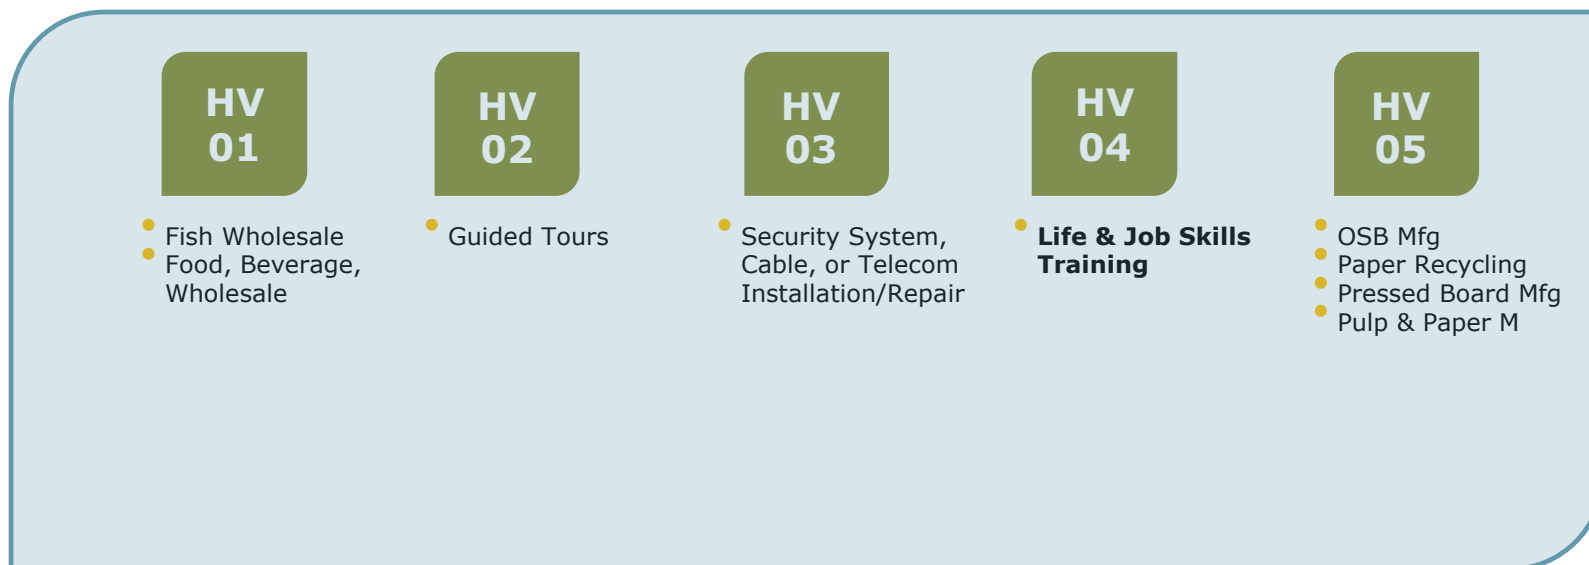 HV
01
Fish Wholesale
Food, Beverage,
Wholesale
HV
02
Guided Tours
HV
03
Security System,
Cable, or Telecom
Installation/Repair
HV
04
Life & Job Skills
Training
HV
05
OSB Mfg
Paper Recycling
Pressed Board Mfg
Pulp & Paper M